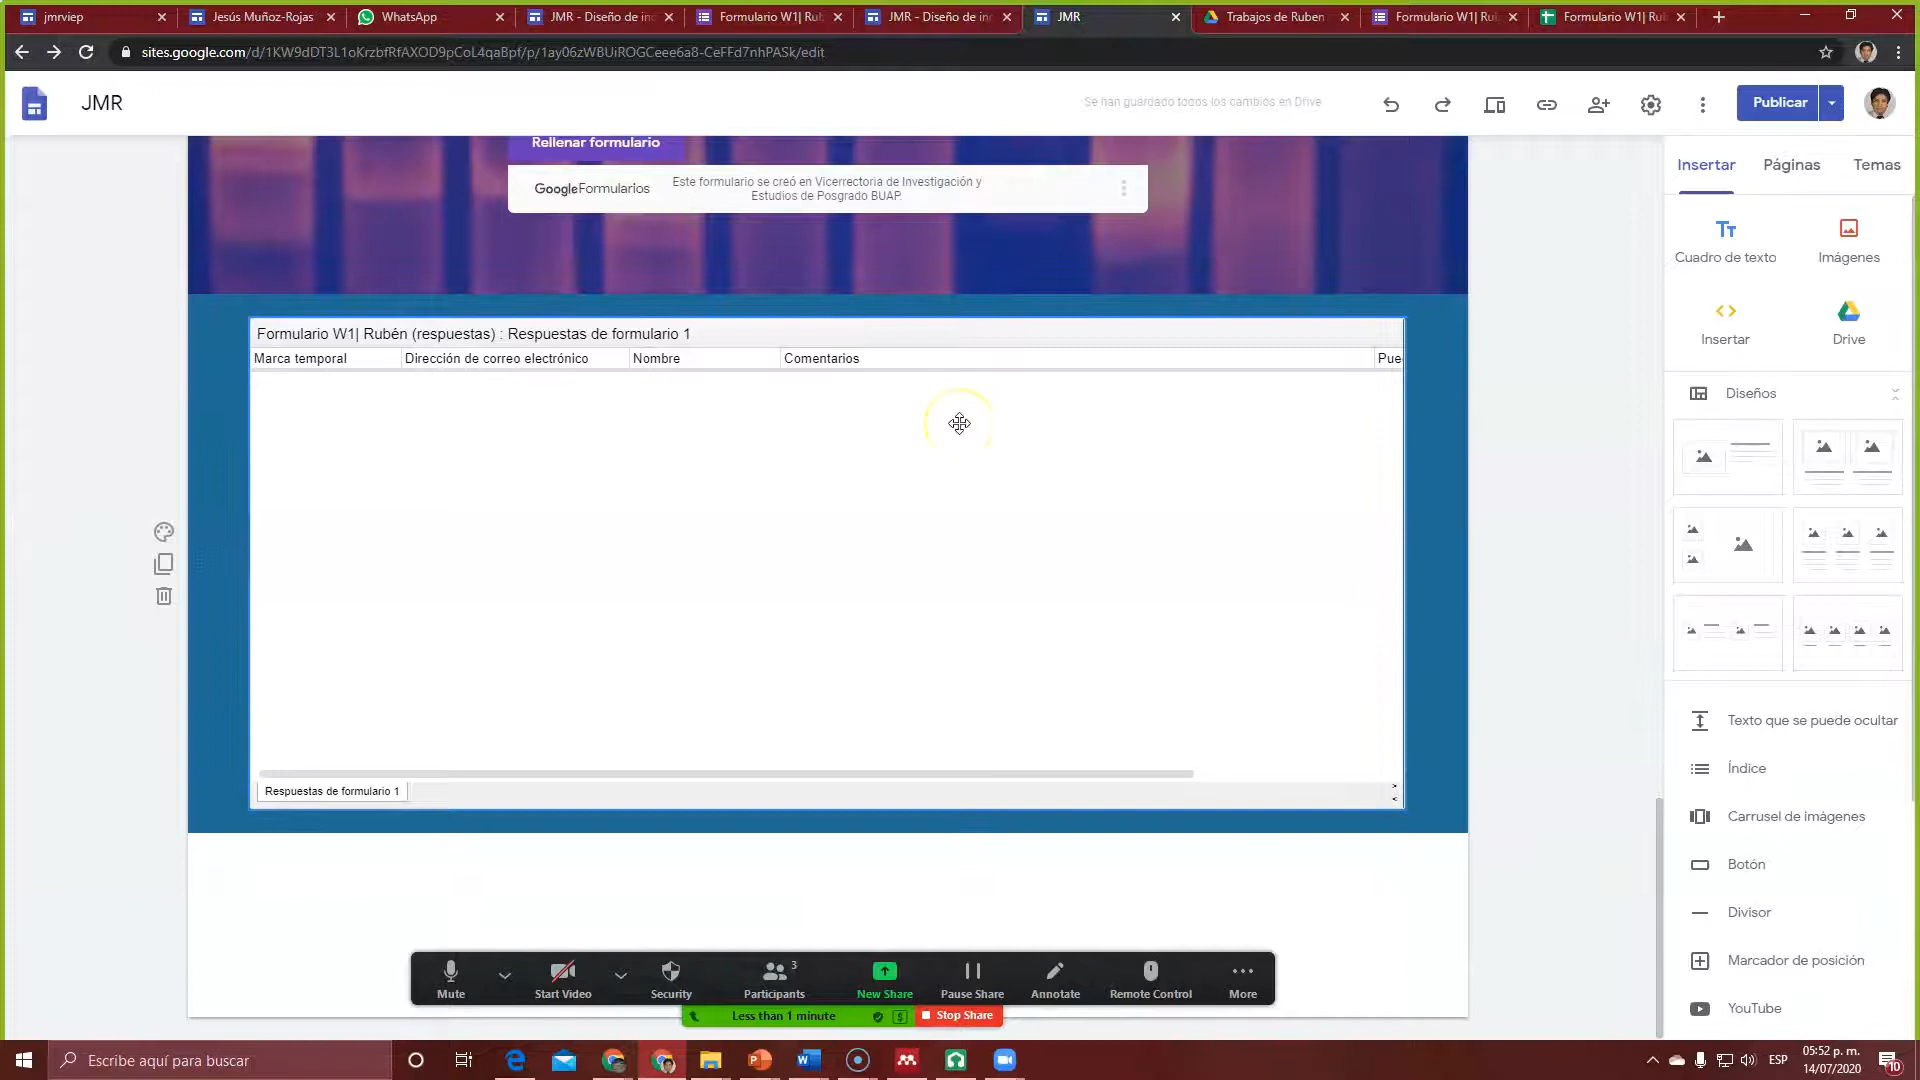 jmrviep
Jesús Muñoz-Rojas
WhatsApp
JMR - Diseño de in
Formulario W1| Rub
JMR - Diseño de in
JMR
Trabajos de Ruben
Formulario W1| Rub
Formulario W1| Rub
sites.google.com/d/1KW9dDT3L1oKrzbfRfAXOD9pCoL4qaBpf/p/1ay06zWBUiROGCeee6a8-CeFFd7nhPASk/edit
JMR
Se han guardado todos los cambios en Drive
Publicar
Rellenar formulario
Google Formularios
Este formulario se creó en Vicerrectoria de Investigación y
Estudios de Posgrado BUAP.
Formulario W1| Rubén (respuestas) : Respuestas de formulario 1
Marca temporal
Dirección de correo electrónico
Nombre
Comentarios
Pue
Respuestas de formulario 1
Insertar
Páginas
Temas
Cuadro de texto
Imágenes
Insertar
Drive
Diseños
Texto que se puede ocultar
Índice
Carrusel de imágenes
Botón
Divisor
Marcador de posición
YouTube
Mute
Start Video
Security
3
Participants
New Share
Pause Share
Annotate
Remote Control
More
Less than 1 minute
Stop Share
Escribe aquí para buscar
ESP
05:52 p. m.
14/07/2020
10